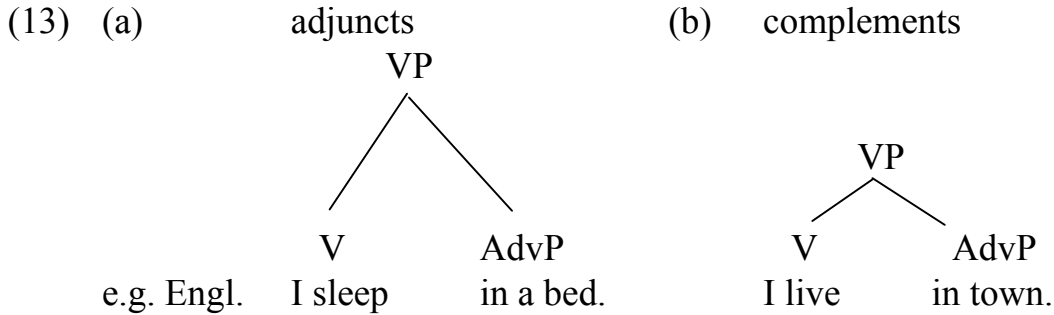 (13) (a) adjuncts (b) complements
VP
VP
V AdvP V AdvP
e.g. Engl. I sleep in a bed. I live in town.